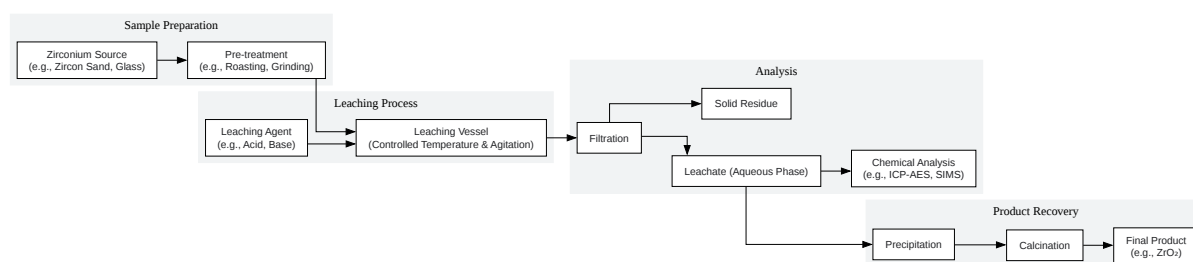 Sample Preparation
Zirconium Source
(e.g., Zircon Sand, Glass)
Pre-treatment
(e.g., Roasting, Grinding)
Leaching Process
Leaching Agent
(e.g., Acid, Base)
Leaching Vessel
(Controlled Temperature & Agitation)
Analysis
Filtration
Solid Residue
Leachate (Aqueous Phase)
Chemical Analysis
(e.g., ICP-AES, SIMS)
Product Recovery
Precipitation
Calcination
Final Product
(e.g., ZrO₂)